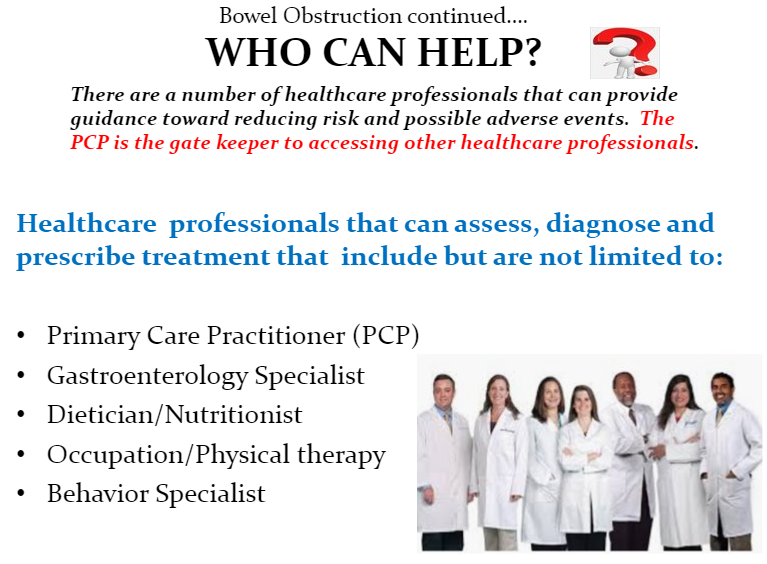 Bowel Obstruction continued....
WHO CAN HELP?
There are a number of healthcare professionals that can provide
guidance toward reducing risk and possible adverse events.  The
PCP is the gate keeper to accessing other healthcare professionals.
Healthcare  professionals that can assess, diagnose and
prescribe treatment that  include but are not limited to:
• Primary Care Practitioner (PCP)
• Gastroenterology Specialist
• Dietician/Nutritionist
• Occupation/Physical therapy
• Behavior Specialist